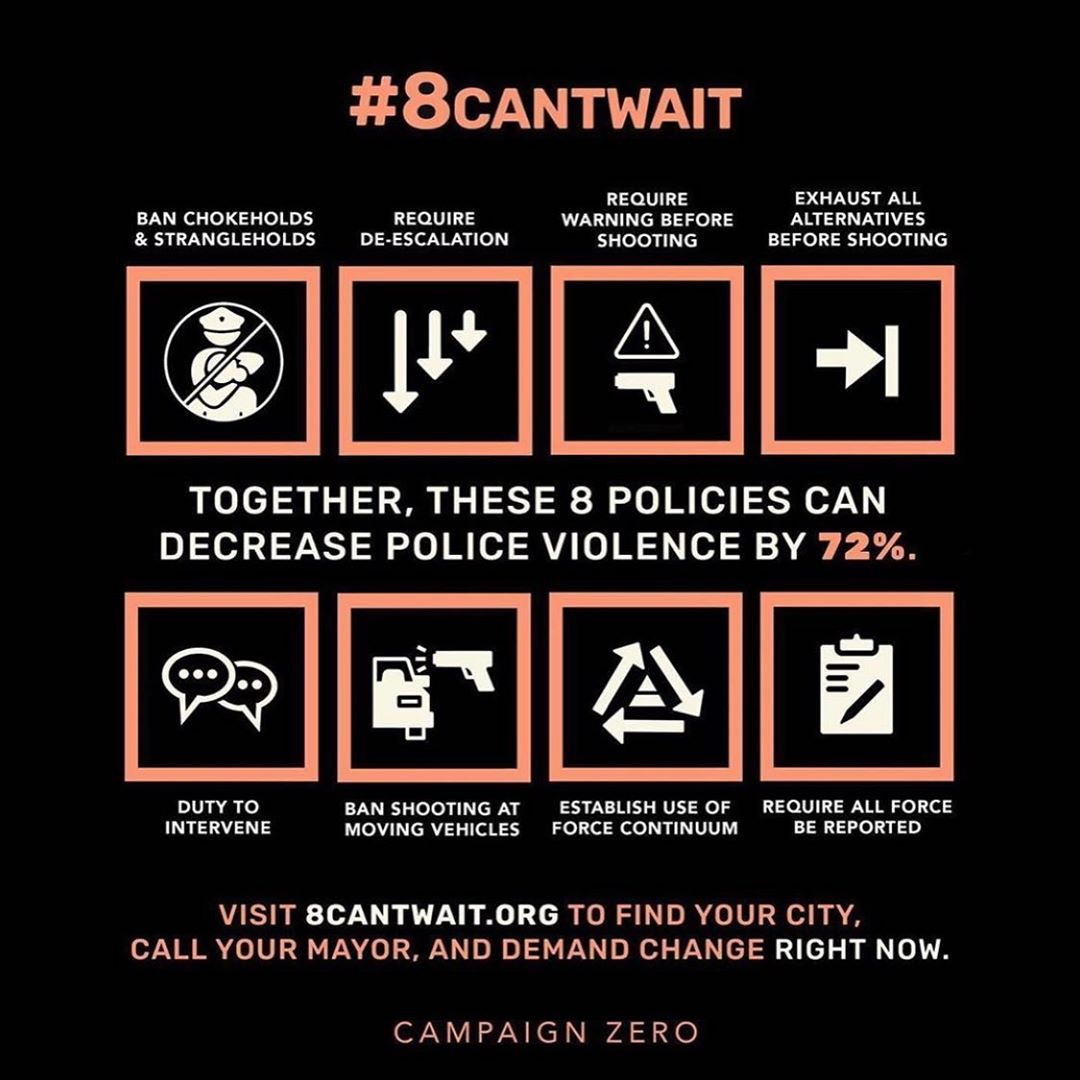 #8CANTWAIT
BAN CHOKEHOLDS
& STRANGLEHOLDS
REQUIRE
DE-ESCALATION
REQUIRE
WARNING BEFORE
SHOOTING
EXHAUST ALL
ALTERNATIVES
BEFORE SHOOTING
TOGETHER, THESE 8 POLICIES CAN
DECREASE POLICE VIOLENCE BY 72%.
DUTY TO
INTERVENE
BAN SHOOTING AT
MOVING VEHICLES
ESTABLISH USE OF
FORCE CONTINUUM
REQUIRE ALL FORCE
BE REPORTED
VISIT 8CANTWAIT.ORG TO FIND YOUR CITY,
CALL YOUR MAYOR, AND DEMAND CHANGE RIGHT NOW.
CAMPAIGN ZERO